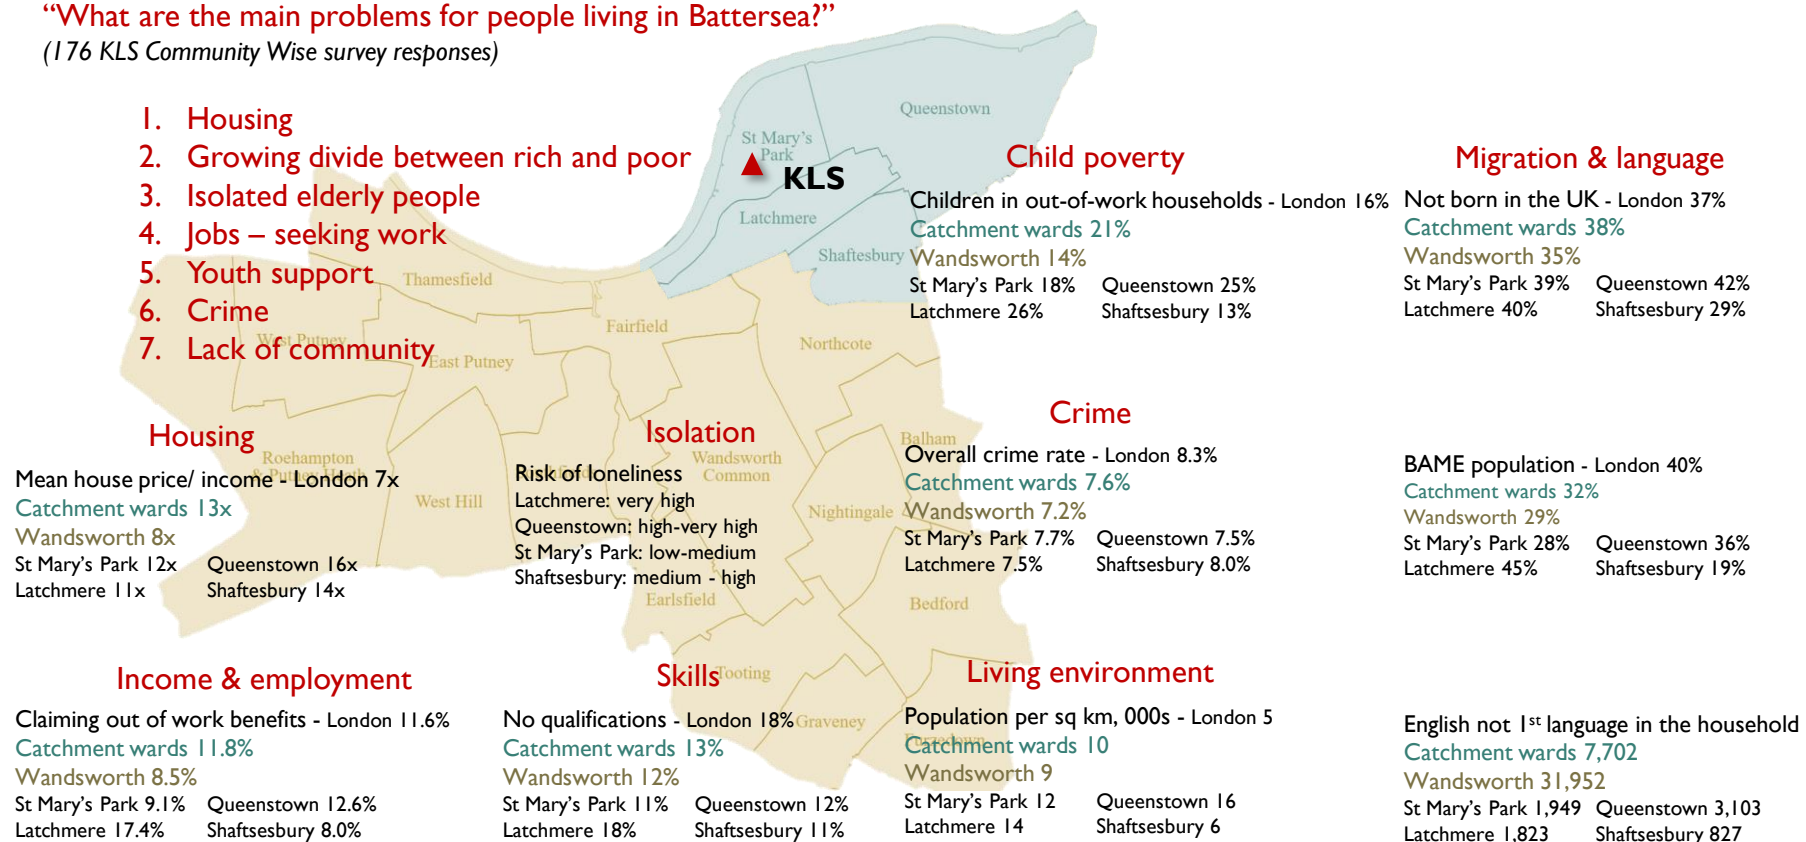 “What are the main problems for people living in Battersea?”
(176 KLS Community Wise survey responses)
1. Housing
2. Growing divide between rich and poor
3. Isolated elderly people
4. Jobs – seeking work
5. Youth support
6. Crime
7. Lack of community
Queenstown
St Mary's
Park
KLS
Latchmere
Shaftesbury
Thamesfield
Fairfield
West Putney
East Putney
Northcote
Roehampton
& Putney Heath
West Hill
Wandsworth
Common
Balham
Nightingale
Earlsfield
Bedford
Tooting
Graveney
Furzedown
Child poverty
Children in out-of-work households - London 16%
Catchment wards 21%
Wandsworth 14%
St Mary’s Park 18% Queenstown 25%
Latchmere 26% Shaftsesbury 13%
Migration & language
Not born in the UK - London 37%
Catchment wards 38%
Wandsworth 35%
St Mary’s Park 39% Queenstown 42%
Latchmere 40% Shaftsesbury 29%
Housing
Mean house price/ income - London 7x
Catchment wards 13x
Wandsworth 8x
St Mary’s Park 12x Queenstown 16x
Latchmere 11x Shaftesbury 14x
Isolation
Risk of loneliness
Latchmere: very high
Queenstown: high-very high
St Mary’s Park: low-medium
Shaftsesbury: medium - high
Crime
Overall crime rate - London 8.3%
Catchment wards 7.6%
Wandsworth 7.2%
St Mary’s Park 7.7% Queenstown 7.5%
Latchmere 7.5% Shaftsesbury 8.0%
BAME population - London 40%
Catchment wards 32%
Wandsworth 29%
St Mary’s Park 28% Queenstown 36%
Latchmere 45% Shaftsesbury 19%
Income & employment
Claiming out of work benefits - London 11.6%
Catchment wards 11.8%
Wandsworth 8.5%
St Mary’s Park 9.1% Queenstown 12.6%
Latchmere 17.4% Shaftsesbury 8.0%
Skills
No qualifications - London 18%
Catchment wards 13%
Wandsworth 12%
St Mary’s Park 11% Queenstown 12%
Latchmere 18% Shaftsesbury 11%
Living environment
Population per sq km, 000s - London 5
Catchment wards 10
Wandsworth 9
St Mary’s Park 12 Queenstown 16
Latchmere 14 Shaftsesbury 6
English not 1st language in the household
Catchment wards 7,702
Wandsworth 31,952
St Mary’s Park 1,949 Queenstown 3,103
Latchmere 1,823 Shaftsesbury 827